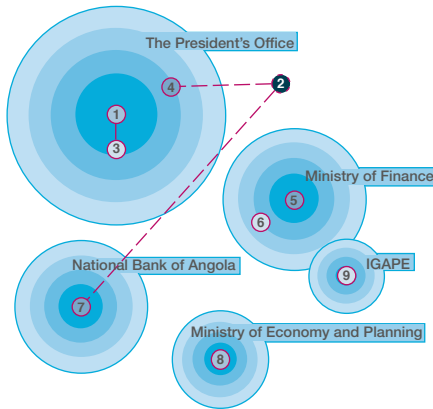 The President's Office
2
4
1
3
Ministry of Finance
5
6
National Bank of Angola
IGAPE
9
7
Ministry of Economy and Planning
8